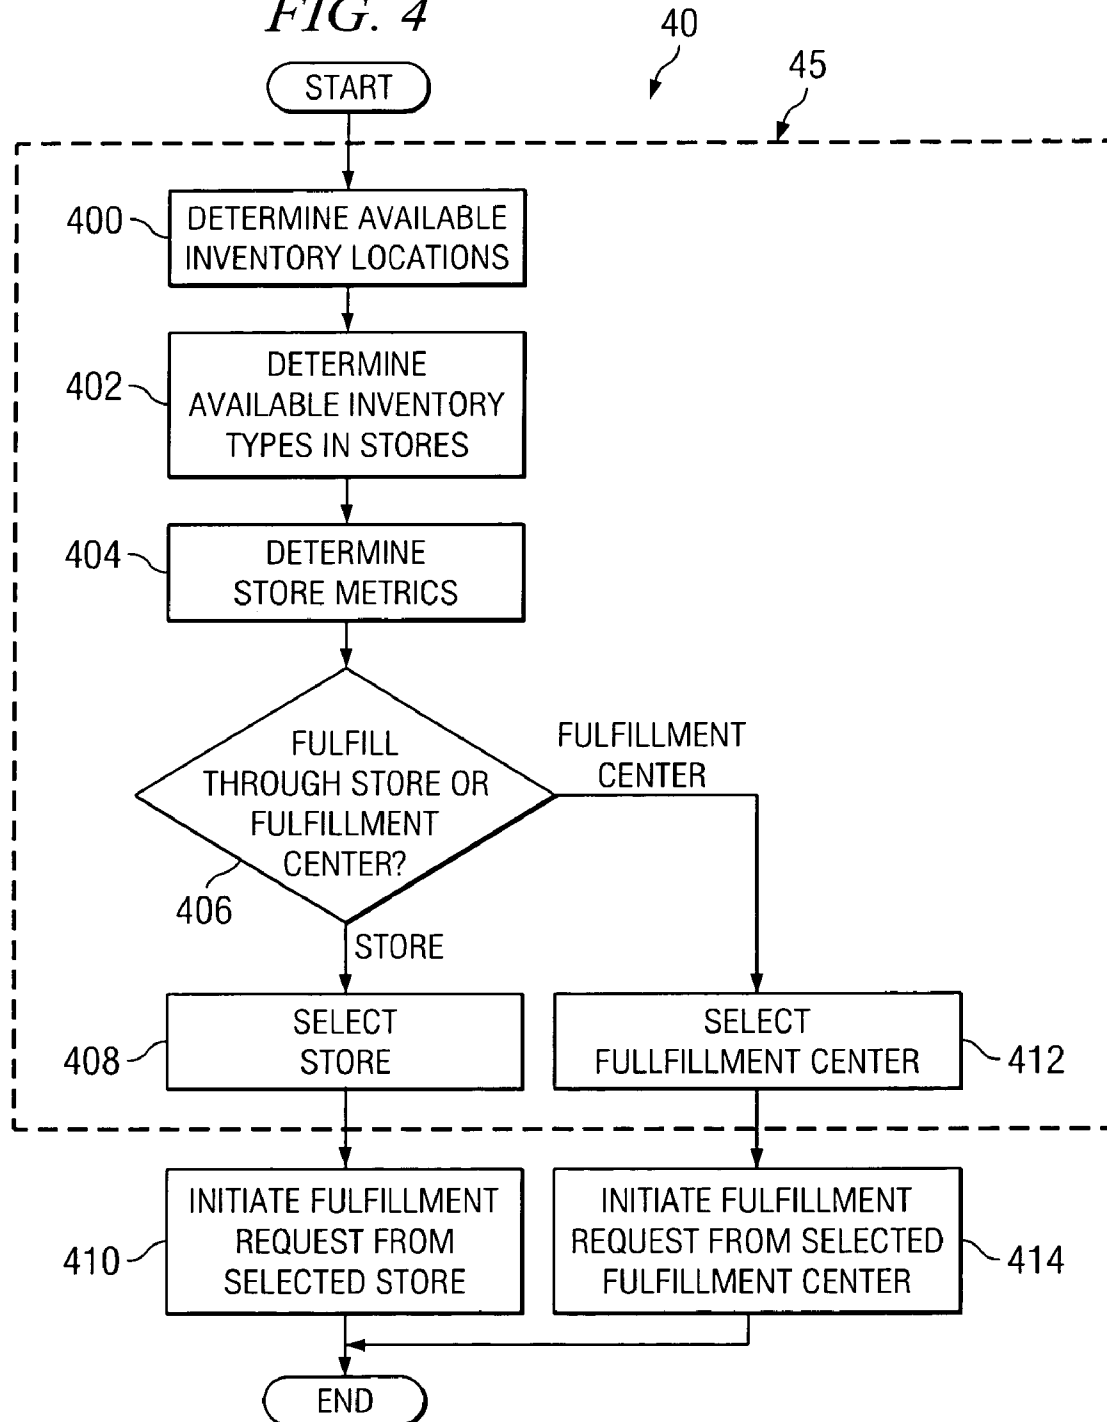 FIG. 4
40
START
45
400
DETERMINE AVAILABLE
INVENTORY LOCATIONS
402
DETERMINE
AVAILABLE INVENTORY
TYPES IN STORES
404
DETERMINE
STORE METRICS
FULFILL
THROUGH STORE OR
FULFILLMENT
CENTER?
406
FULFILLMENT
CENTER
STORE
408
SELECT
STORE
SELECT
FULLFILLMENT CENTER
412
410
INITIATE FULFILLMENT
REQUEST FROM
SELECTED STORE
INITIATE FULFILLMENT
REQUEST FROM SELECTED
FULFILLMENT CENTER
414
END